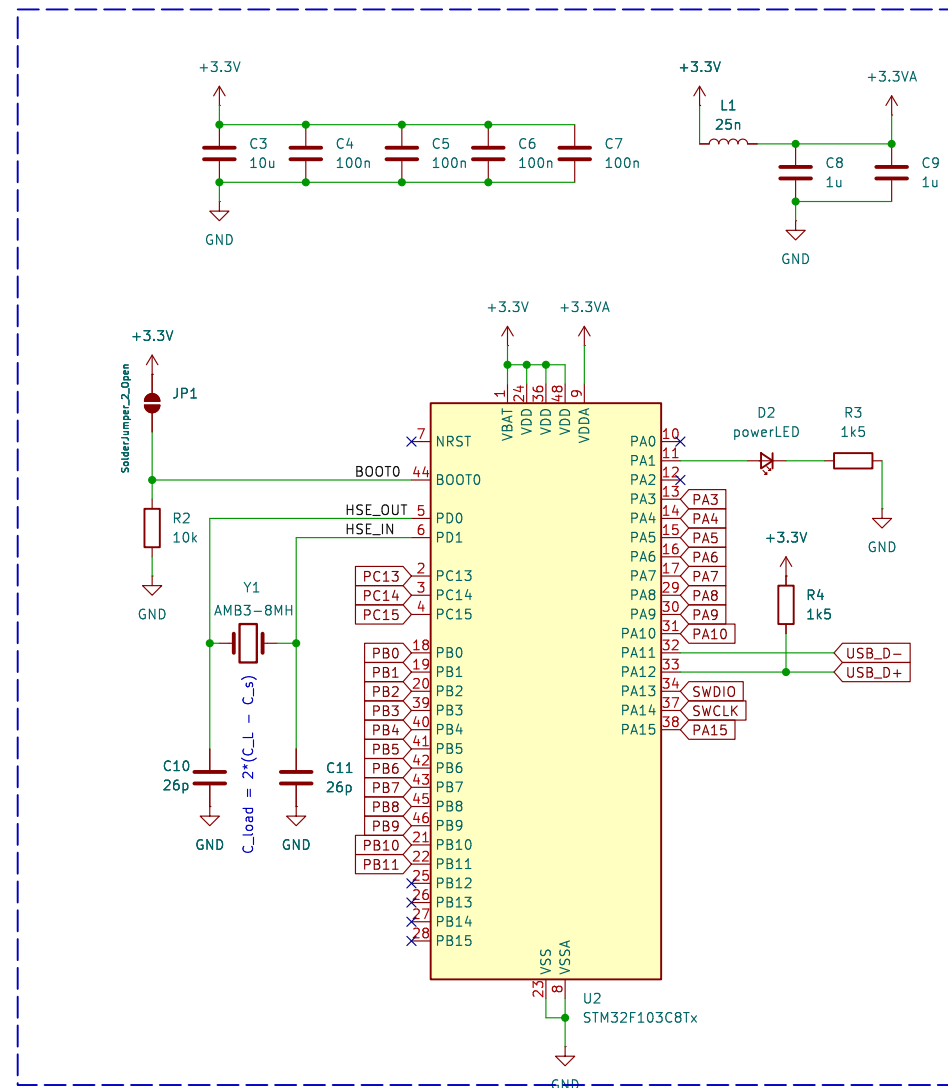 +3.3V
C3
10u
C4
100n
C5
100n
C6
100n
C7
100n
GND
+3.3V
L1
25n
+3.3VA
C8
1u
C9
1u
GND
+3.3V
SolderJumper_2_Open
JP1
R2
10k
GND
BOOT0
HSE_OUT
HSE_IN
Y1
AMB3-8MH
C_load = 2*(C_L - C_s)
C10
26p
C11
26p
GND
GND
+3.3V
+3.3VA
1
24
36
48
9
VBAT
VDD
VDD
VDD
VDDA
7 NRST
44 BOOT0
5 PD0
6 PD1
PC13 2 PC13
PC14 3 PC14
PC15 4 PC15
PB0 18 PB0
PB1 19 PB1
PB2 20 PB2
PB3 39 PB3
PB4 40 PB4
PB5 41 PB5
PB6 42 PB6
PB7 43 PB7
PB8 45 PB8
PB9 46 PB9
PB10 21 PB10
PB11 22 PB11
25 PB12
26 PB13
27 PB14
28 PB15
PA0 10
PA1 11
PA2 12
PA3 13 PA3
PA4 14 PA4
PA5 15 PA5
PA6 16 PA6
PA7 17 PA7
PA8 29 PA8
PA9 30 PA9
PA10 31 PA10
PA11 32 USB_D-
PA12 33 USB_D+
PA13 34 SWDIO
PA14 37 SWCLK
PA15 38 PA15
D2
powerLED
R3
1k5
GND
+3.3V
R4
1k5
VSS
VSSA
23
8
U2
STM32F103C8Tx
GND